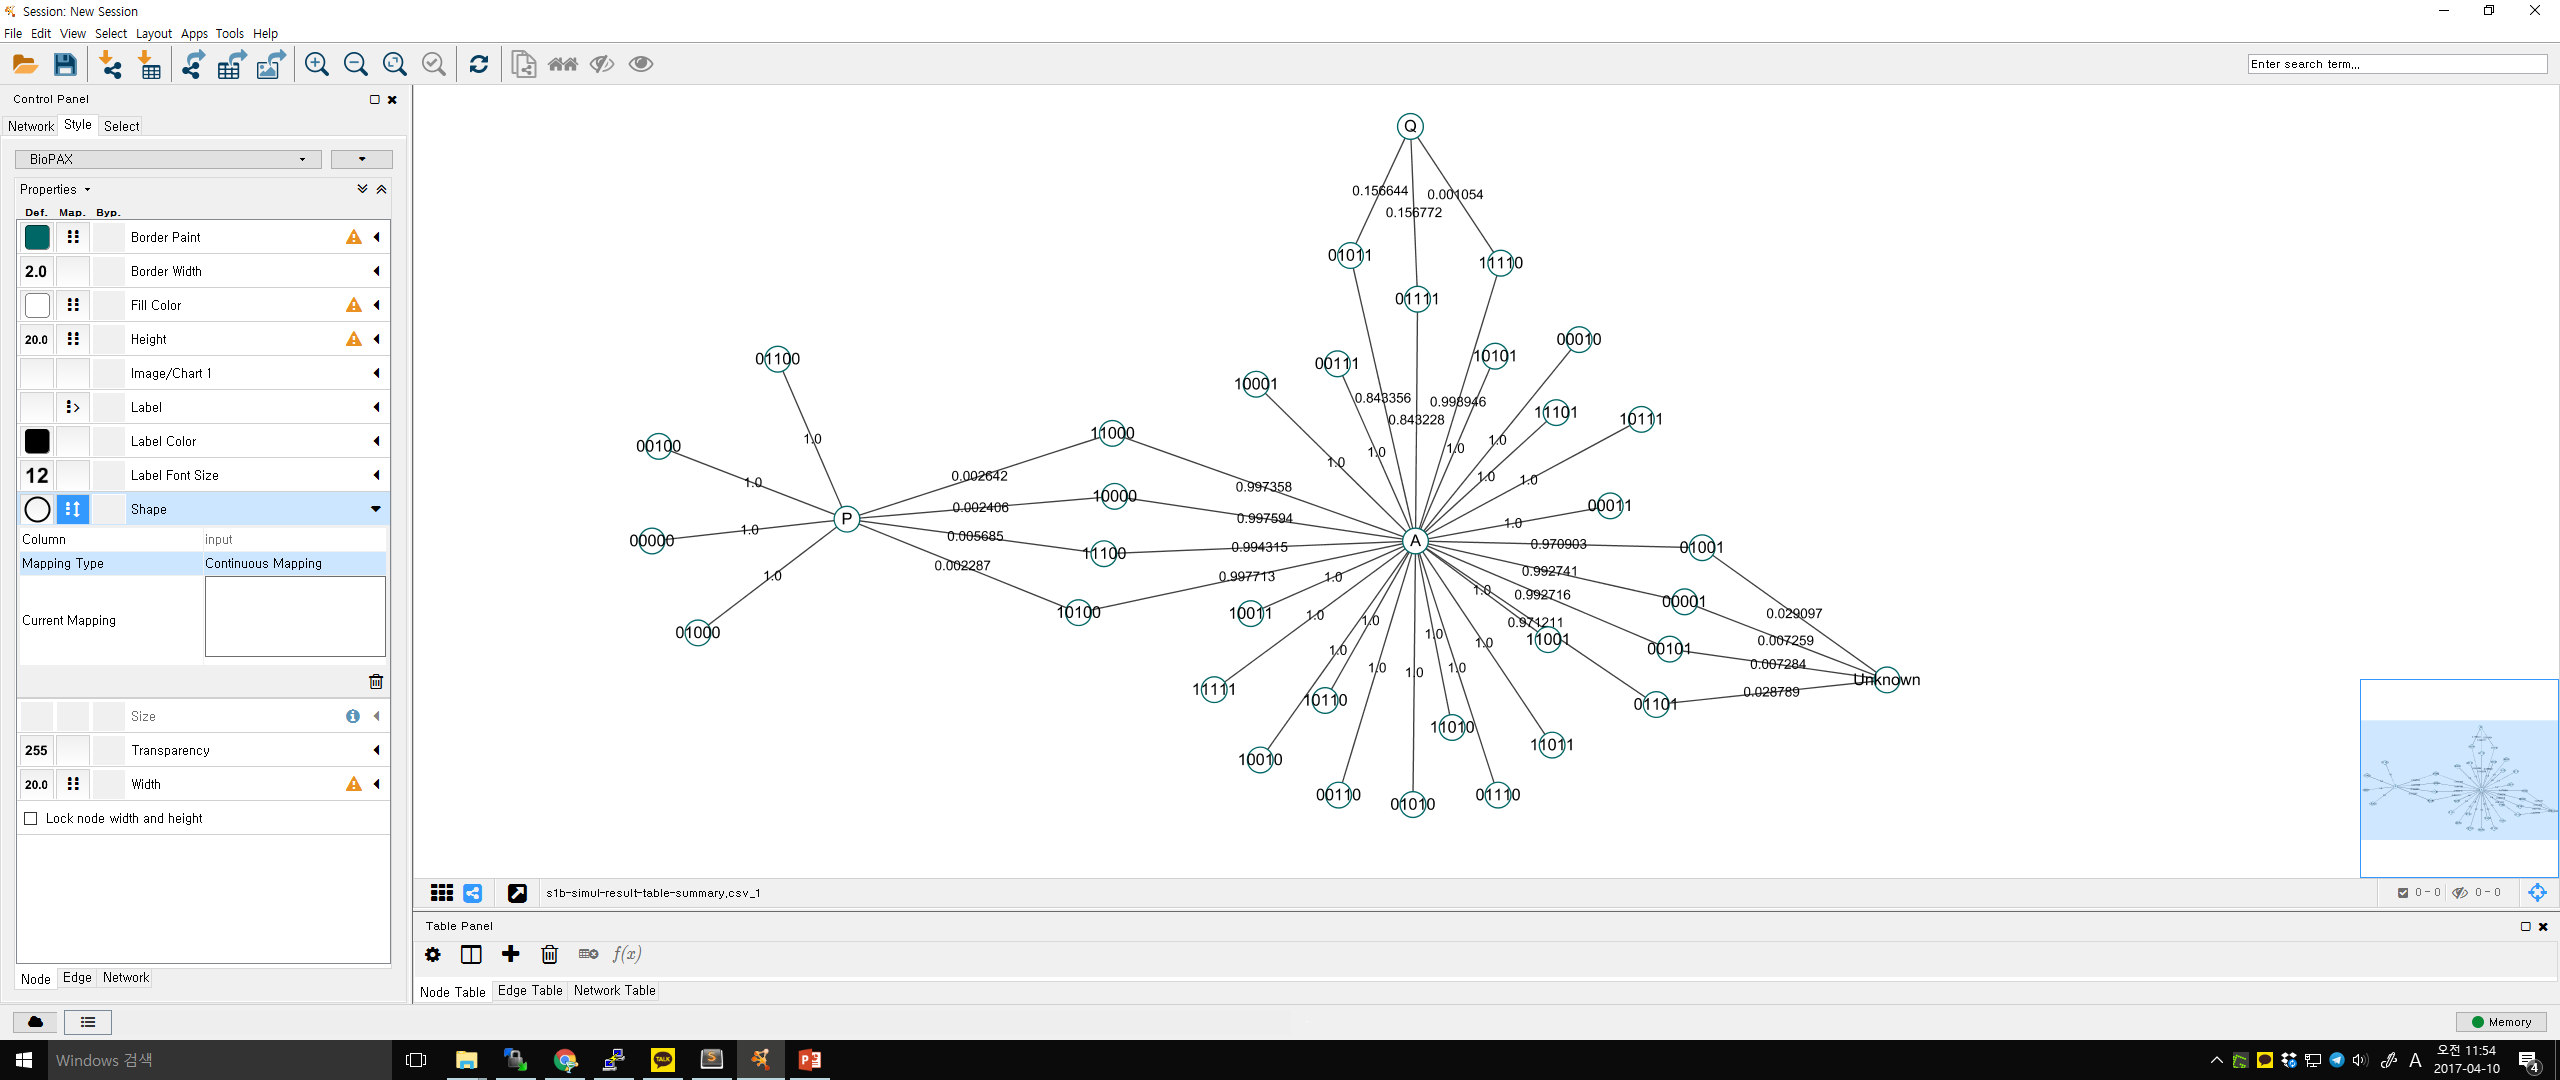 Session: New Session
File Edit View Select Layout Apps Tools Help
Enter search term...
Control Panel
Network Style Select
BioPAX
Properties
Def. Map. Byp.
Border Paint
2.0 Border Width
Fill Color
20.0 Height
Image/Chart 1
Label
Label Color
12 Label Font Size
Shape
Column input
Mapping Type Continuous Mapping
Current Mapping
Size
255 Transparency
20.0 Width
Lock node width and height
Node Edge Network
Q
0.156644 0.001054
0.156772
01011 11110
01111
00010
01100 00111 10101
10001
0.843356 0.998946
11101 10111
0.843228
11000
1.0
00100 1.0 1.0 1.0
1.0
0.002642 1.0 1.0
1.0 0.997358
10000
0.002406 00011
P 0.997594 1.0
1.0 0.005685
00000 A 0.970903 01001
11100 0.994315
0.002287 0.992741
1.0 0.997713 1.0
1.0 0.992716 00001
10100 10011 1.0 1.0 0.029097
0.971211
01000 1.0 1.0 11001 0.007259
1.0 00101
1.0 1.0 1.0 0.007284
Unknown
11111 0.028789
10110 01101
11010
11011
10010
00110 01010 01110
s1b-simul-result-table-summary.csv_1
0 - 0 0 - 0
Table Panel
f(x)
Node Table Edge Table Network Table
Memory
Windows 검색
TALK
S
P
A
오전 11:54
2017-04-10
4